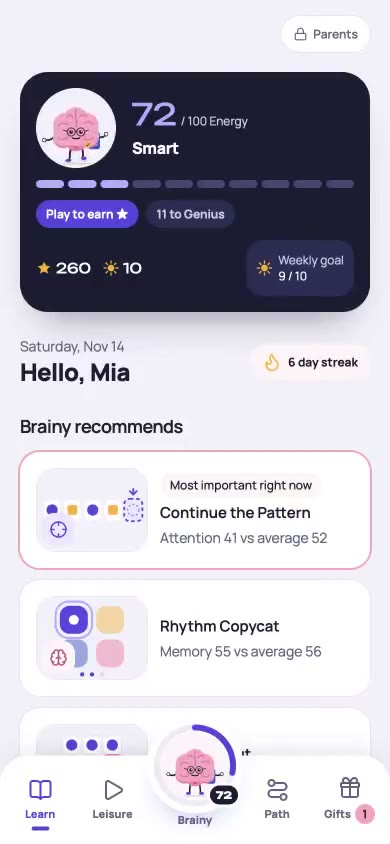 Parents
72 / 100 Energy
Smart
Play to earn
11 to Genius
260
10
Weekly goal
9 / 10
Saturday, Nov 14
Hello, Mia
6 day streak
Brainy recommends
Most important right now
Continue the Pattern
Attention 41 vs average 52
Rhythm Copycat
Memory 55 vs average 56
72
Learn
Leisure
Brainy
Path
Gifts 1